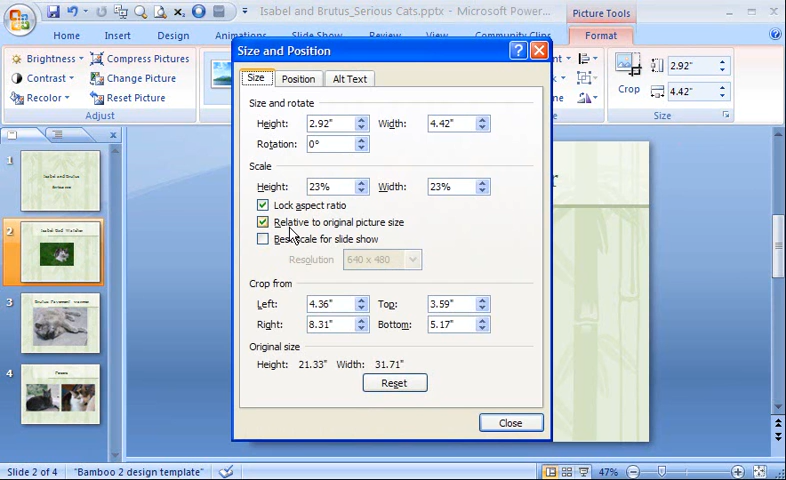 Isabel and Brutus_Serious Cats.pptx - Microsoft Power...
Picture Tools
Home
Insert
Design
Animations
Slide Show
Review
View
Community Clips
Format
Brightness
Contrast
Recolor
Compress Pictures
Change Picture
Reset Picture
Adjust
Crop
2.92"
4.42"
Size
Size and Position
Size
Position
Alt Text
Size and rotate
Height: 2.92" Width: 4.42"
Rotation: 0°
Scale
Height: 23% Width: 23%
Lock aspect ratio
Relative to original picture size
Best scale for slide show
Resolution 640 x 480
Crop from
Left: 4.36" Top: 3.59"
Right: 8.31" Bottom: 5.17"
Original size
Height: 21.33" Width: 31.71"
Reset
Close
1
Isabel and Brutus
2
3
4
Slide 2 of 4
"Bamboo 2 design template"
47%